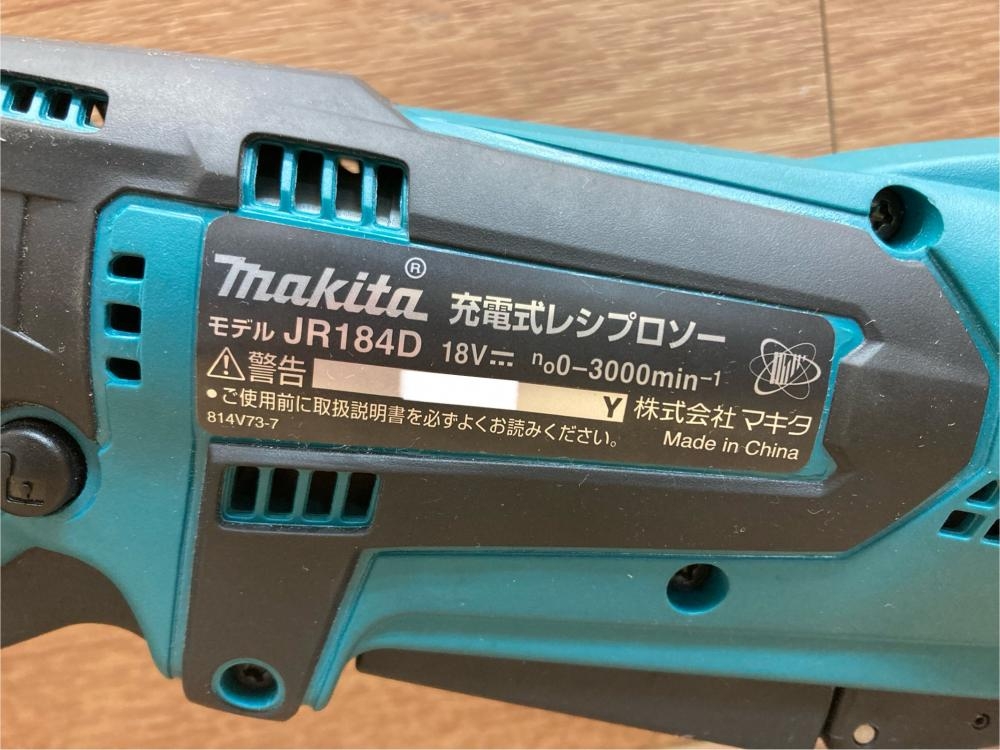 makita®
充電式レシプロソー
モデル JR184D 18V⎓ n₀0-3000min⁻¹
⚠警告
Y 株式会社 マキタ
•ご使用前に取扱説明書を必ずよくお読みください。
814V73-7
Made in China